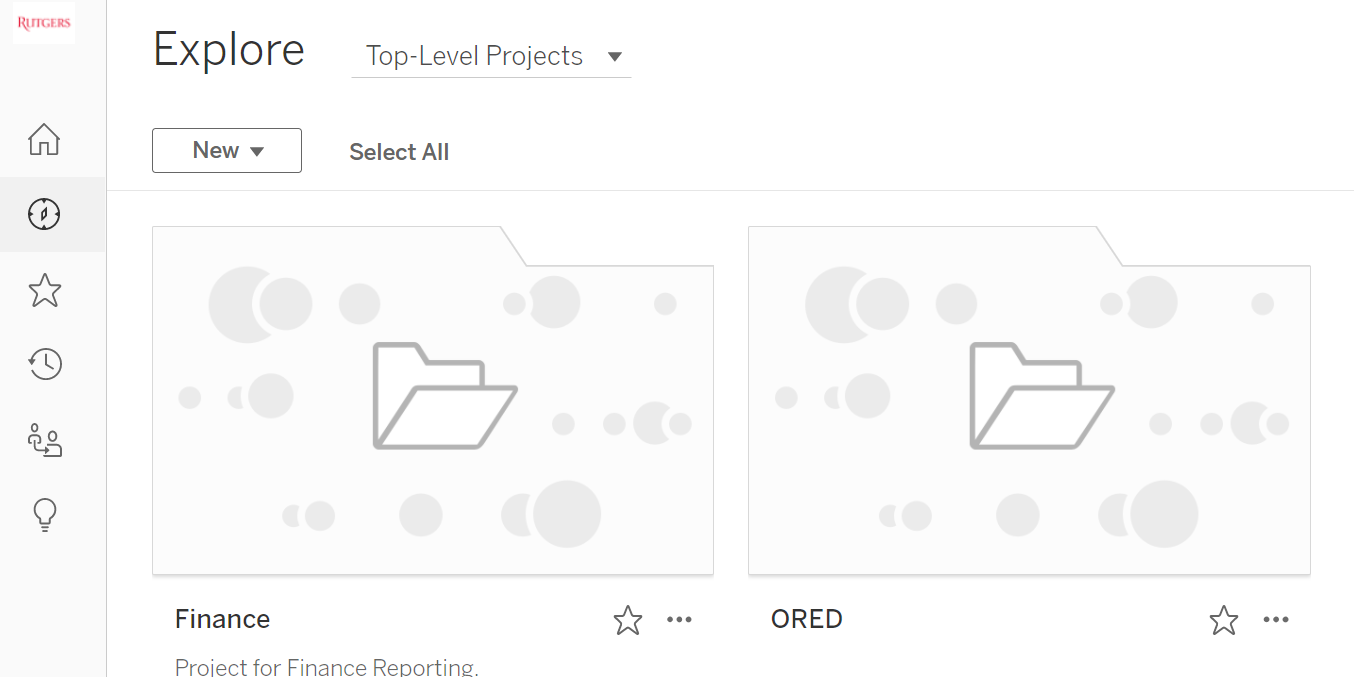 RUTGERS
Explore
Top-Level Projects
New
Select All
Finance
ORED
Project for Finance Reporting.